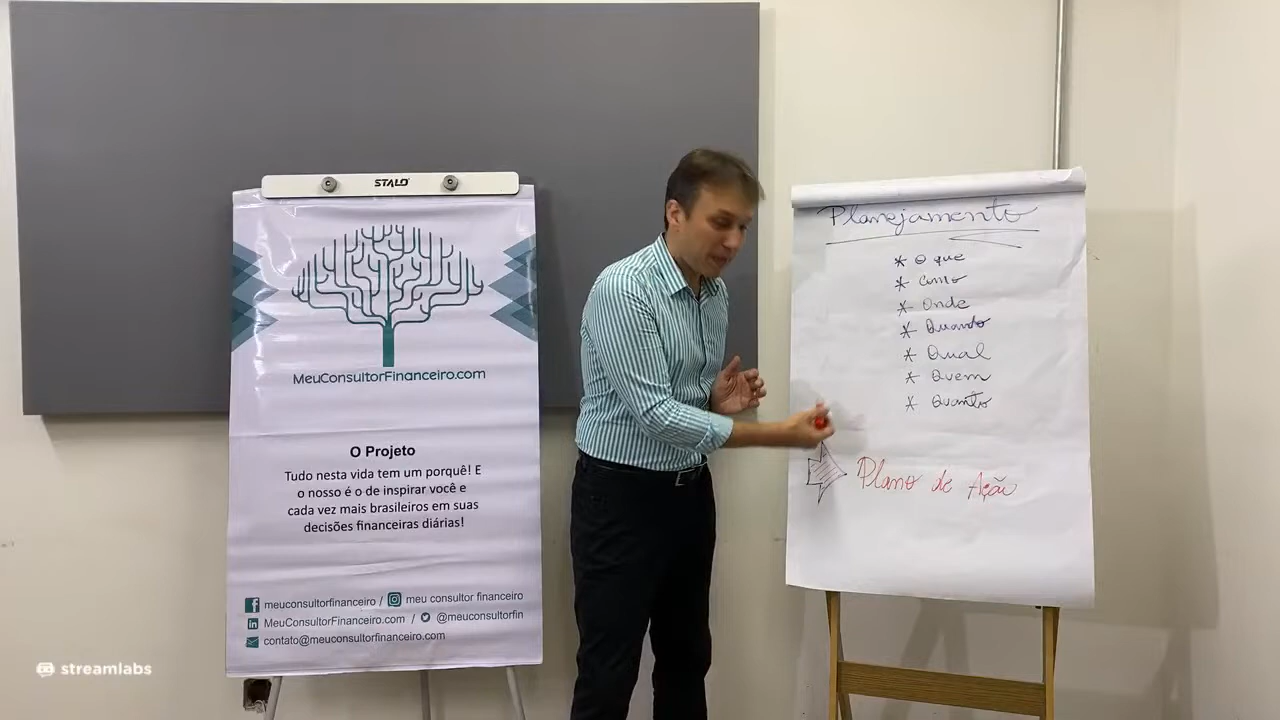 STALO
MeuConsultorFinanceiro.com
O Projeto
Tudo nesta vida tem um porquê! E
o nosso é o de inspirar você e
cada vez mais brasileiros em suas
decisões financeiras diárias!
meuconsultorfinanceiro / meu consultor financeiro
MeuConsultorFinanceiro.com / @meuconsultorfin
contato@meuconsultorfinanceiro.com
Planejamento
* O que
* Como
* Onde
* Quando
* Qual
* Quem
* Quanto
Plano de Ação
streamlabs